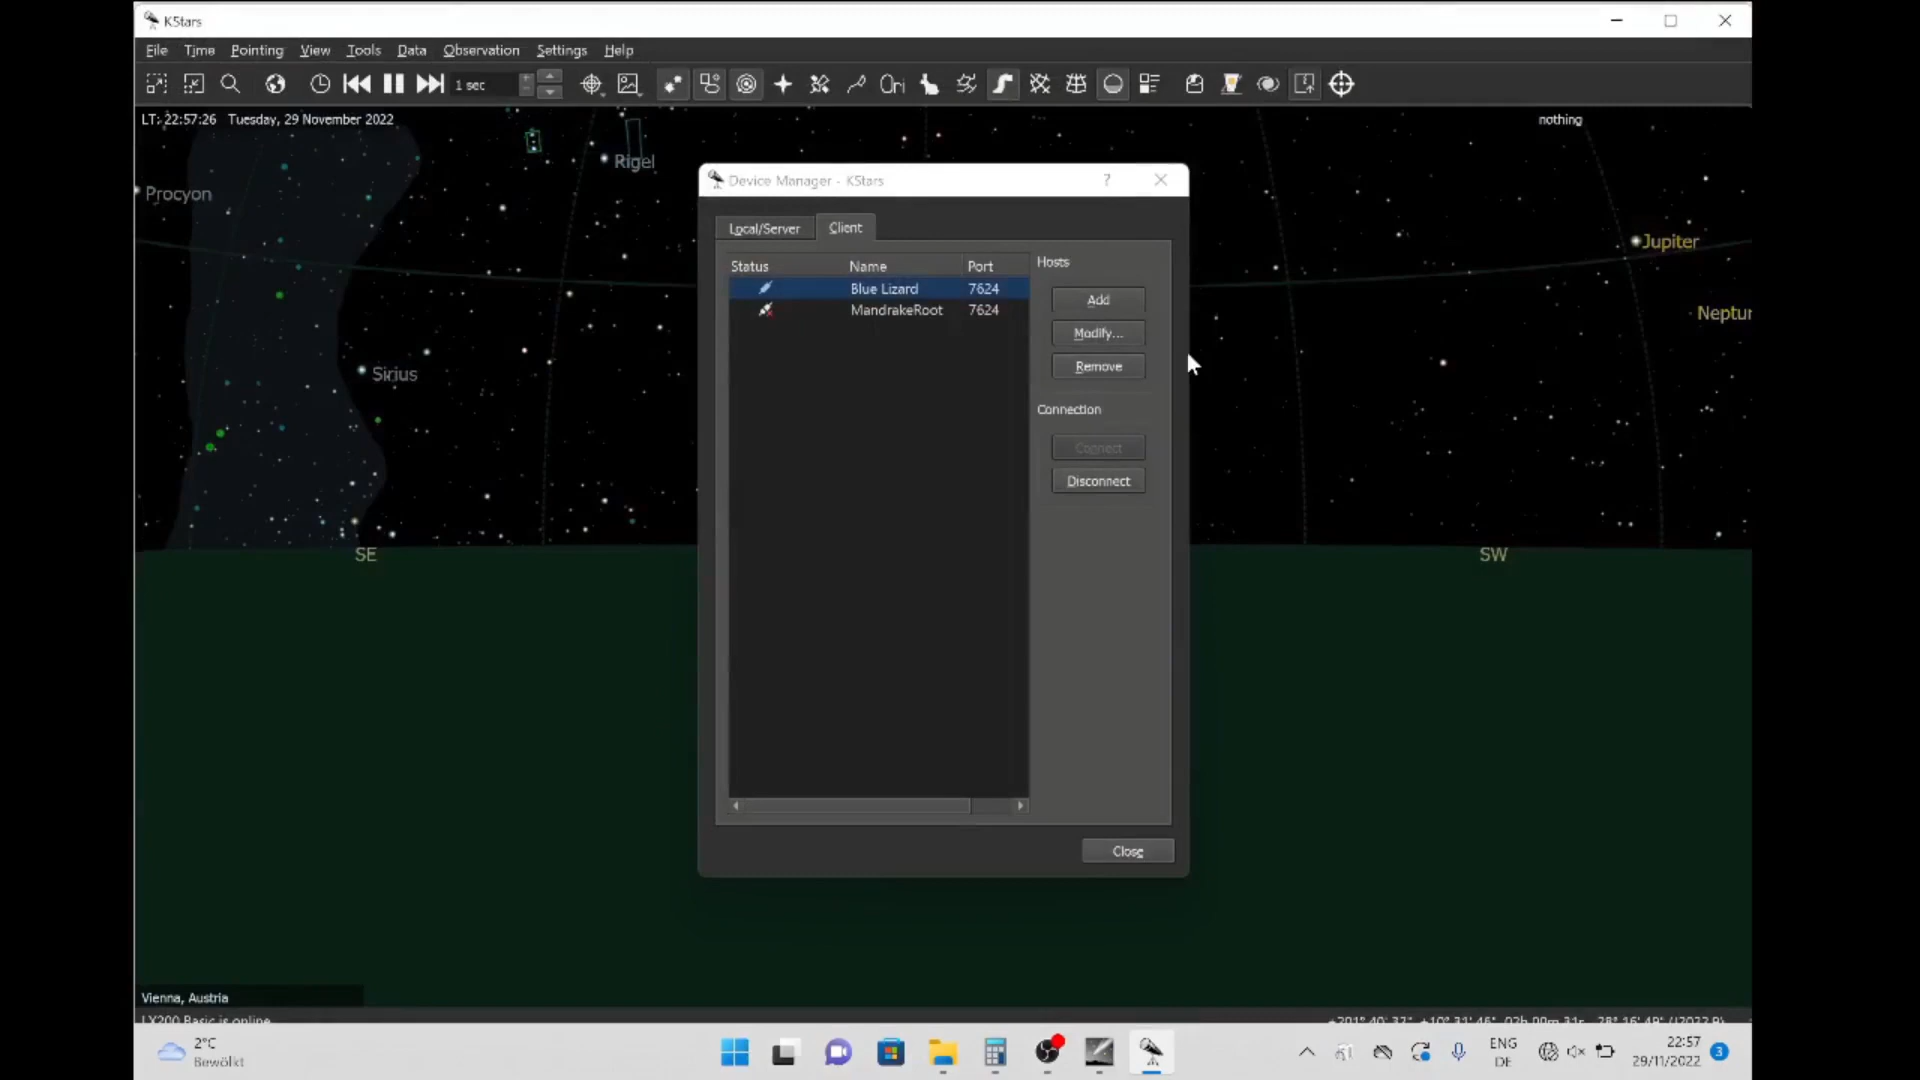 KStars
File Time Pointing View Tools Data Observation Settings Help
1 sec
Ori
LT: 22:57:26 Tuesday, 29 November 2022
nothing
Rigel
Procyon
Device Manager - KStars
?
Local/Server Client
Jupiter
Status Name Port
Hosts
Blue Lizard 7624
Add
MandrakeRoot 7624
Neptur
Modify...
Sirius
Remove
Connection
Connect
Disconnect
SE
SW
Close
Vienna, Austria
LX200 Basic is online
2°C
Bewölkt
ENG
DE
22:57
29/11/2022
3